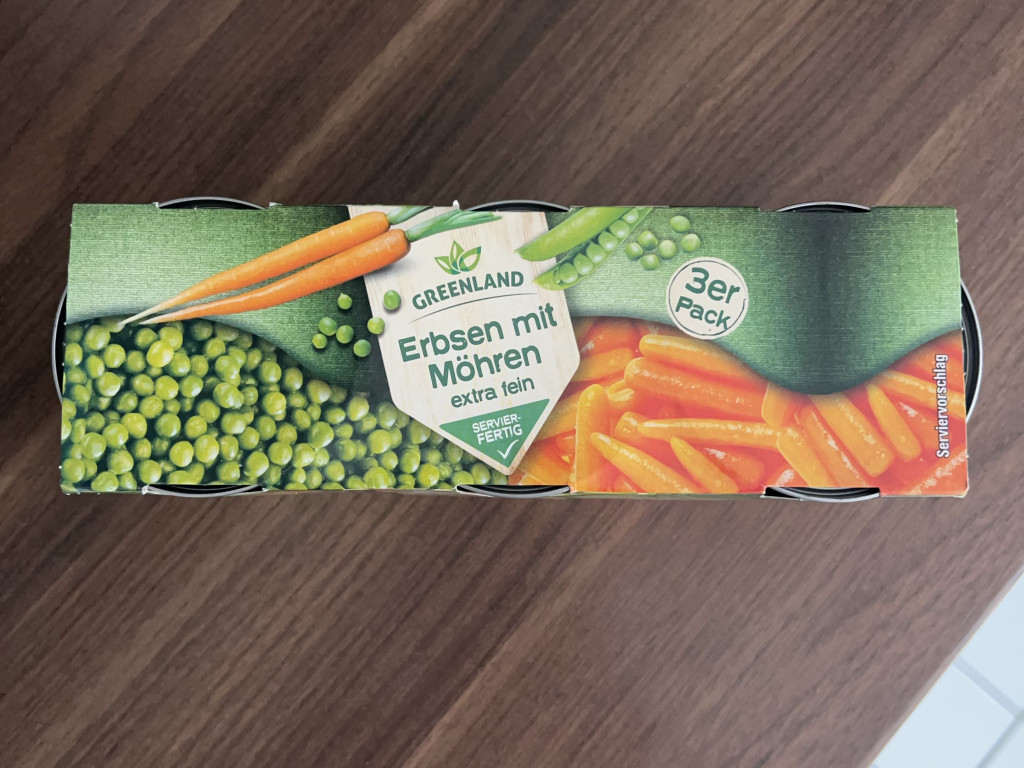 GREENLAND
Erbsen mit
Möhren
extra fein
SERVIER-
FERTIG
3er
Pack
Serviervorschlag